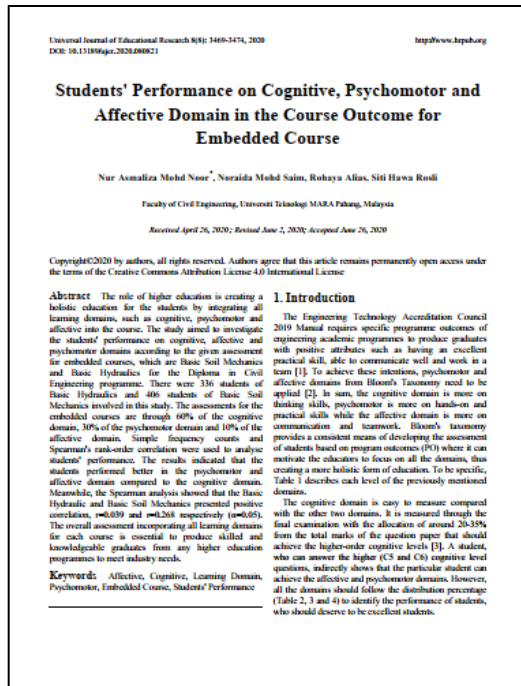 Universal Journal of Educational Research 8(8): 3469-3474, 2020
http://www.hrpub.org
DOI: 10.13189/ujer.2020.080821
Students' Performance on Cognitive, Psychomotor and
Affective Domain in the Course Outcome for
Embedded Course
Nur Asmaliza Mohd Noor*, Noraida Mohd Saim, Rohaya Alias, Siti Hawa Rosli
Faculty of Civil Engineering, Universiti Teknologi MARA Pahang, Malaysia
Received April 26, 2020; Revised June 2, 2020; Accepted June 26, 2020
Copyright©2020 by authors, all rights reserved. Authors agree that this article remains permanently open access under
the terms of the Creative Commons Attribution License 4.0 International License
Abstract The role of higher education is creating a
holistic education for the students by integrating all
learning domains, such as cognitive, psychomotor and
affective into the course. The study aimed to investigate
the students' performance on cognitive, affective and
psychomotor domains according to the given assessment
for embedded courses, which are Basic Soil Mechanics
and Basic Hydraulics for the Diploma in Civil
Engineering programme. There were 336 students of
Basic Hydraulics and 406 students of Basic Soil
Mechanics involved in this study. The assessments for the
embedded courses are through 60% of the cognitive
domain, 30% of the psychomotor domain and 10% of the
affective domain. Simple frequency counts and
Spearman's rank-order correlation were used to analyse
students' performance. The results indicated that the
students performed better in the psychomotor and
affective domain compared to the cognitive domain.
Meanwhile, the Spearman analysis showed that the Basic
Hydraulic and Basic Soil Mechanics presented positive
correlation, r=0.039 and r=0.268 respectively (α=0.05).
The overall assessment incorporating all learning domains
for each course is essential to produce skilled and
knowledgeable graduates from any higher education
programmes to meet industry needs.
Keywords Affective, Cognitive, Learning Domain,
Psychomotor, Embedded Course, Students' Performance
1. Introduction
The Engineering Technology Accreditation Council
2019 Manual requires specific programme outcomes of
engineering academic programmes to produce graduates
with positive attributes such as having an excellent
practical skill, able to communicate well and work in a
team [1]. To achieve these intentions, psychomotor and
affective domains from Bloom's Taxonomy need to be
applied [2]. In sum, the cognitive domain is more on
thinking skills, psychomotor is more on hands-on and
practical skills while the affective domain is more on
communication and teamwork. Bloom's taxonomy
provides a consistent means of developing the assessment
of students based on program outcomes (PO) where it can
motivate the educators to focus on all the domains, thus
creating a more holistic form of education. To be specific,
Table 1 describes each level of the previously mentioned
domains.
The cognitive domain is easy to measure compared
with the other two domains. It is measured through the
final examination with the allocation of around 20-35%
from the total marks of the question paper that should
achieve the higher-order cognitive levels [3]. A student,
who can answer the higher (C5 and C6) cognitive level
questions, indirectly shows that the particular student can
achieve the affective and psychomotor domains. However,
all the domains should follow the distribution percentage
(Table 2, 3 and 4) to identify the performance of students,
who should deserve to be excellent students.